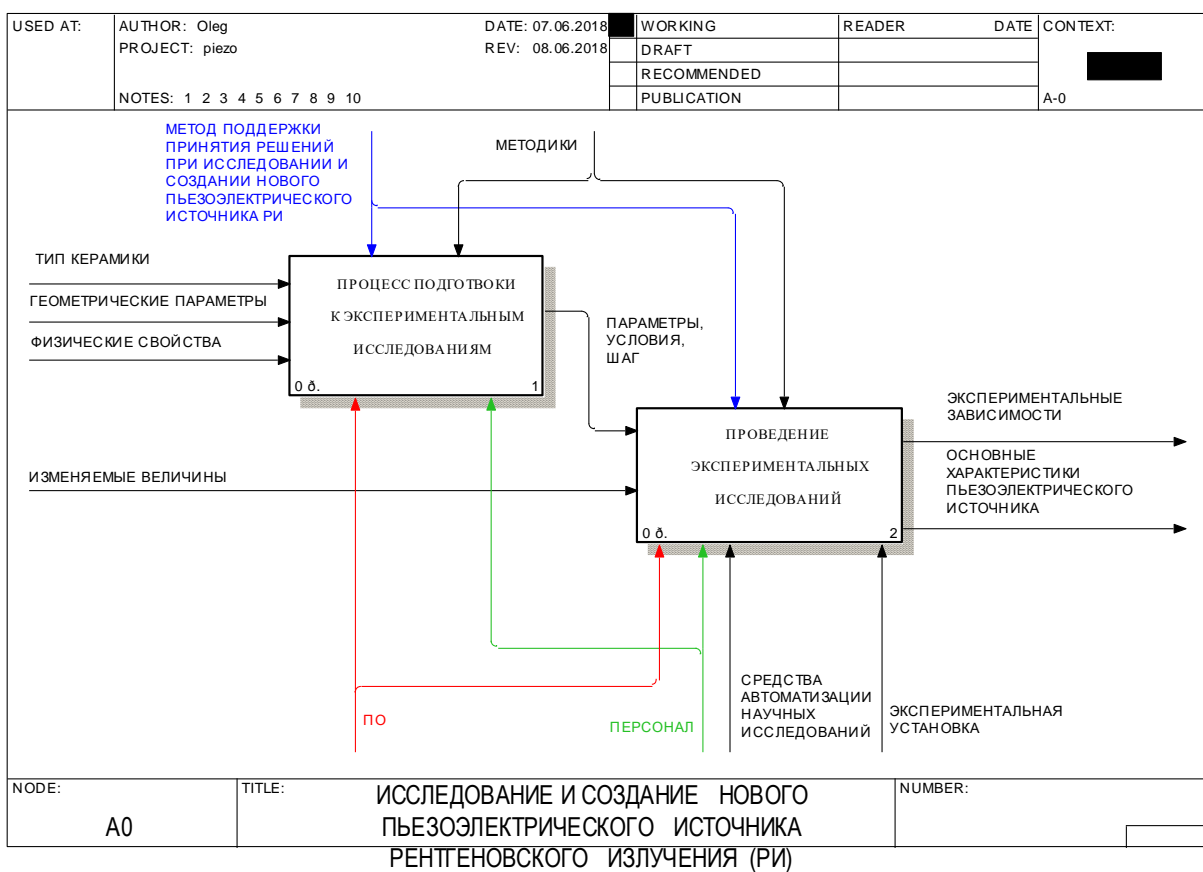 USED AT:
AUTHOR: Oleg
DATE: 07.06.2018
PROJECT: piezo
REV: 08.06.2018
NOTES: 1 2 3 4 5 6 7 8 9 10
WORKING
DRAFT
RECOMMENDED
PUBLICATION
READER
DATE
CONTEXT:
A-0
МЕТОД ПОДДЕРЖКИ
ПРИНЯТИЯ РЕШЕНИЙ
ПРИ ИССЛЕДОВАНИИ И
СОЗДАНИИ НОВОГО
ПЬЕЗОЭЛЕКТРИЧЕСКОГО
ИСТОЧНИКА РИ
МЕТОДИКИ
ТИП КЕРАМИКИ
ГЕОМЕТРИЧЕСКИЕ ПАРАМЕТРЫ
ФИЗИЧЕСКИЕ СВОЙСТВА
ПРОЦЕСС ПОДГОТВОКИ
К ЭКСПЕРИМЕНТАЛЬНЫМ
ИССЛЕДОВАНИЯМ
0 ð.
1
ПАРАМЕТРЫ,
УСЛОВИЯ,
ШАГ
ИЗМЕНЯЕМЫЕ ВЕЛИЧИНЫ
ПРОВЕДЕНИЕ
ЭКСПЕРИМЕНТАЛЬНЫХ
ИССЛЕДОВАНИЙ
0 ð.
2
ЭКСПЕРИМЕНТАЛЬНЫЕ
ЗАВИСИМОСТИ
ОСНОВНЫЕ
ХАРАКТЕРИСТИКИ
ПЬЕЗОЭЛЕКТРИЧЕСКОГО
ИСТОЧНИКА
ПО
ПЕРСОНАЛ
СРЕДСТВА
АВТОМАТИЗАЦИИ
НАУЧНЫХ
ИССЛЕДОВАНИЙ
ЭКСПЕРИМЕНТАЛЬНАЯ
УСТАНОВКА
NODE:
A0
TITLE:
ИССЛЕДОВАНИЕ И СОЗДАНИЕ НОВОГО
ПЬЕЗОЭЛЕКТРИЧЕСКОГО ИСТОЧНИКА
РЕНТГЕНОВСКОГО ИЗЛУЧЕНИЯ (РИ)
NUMBER: